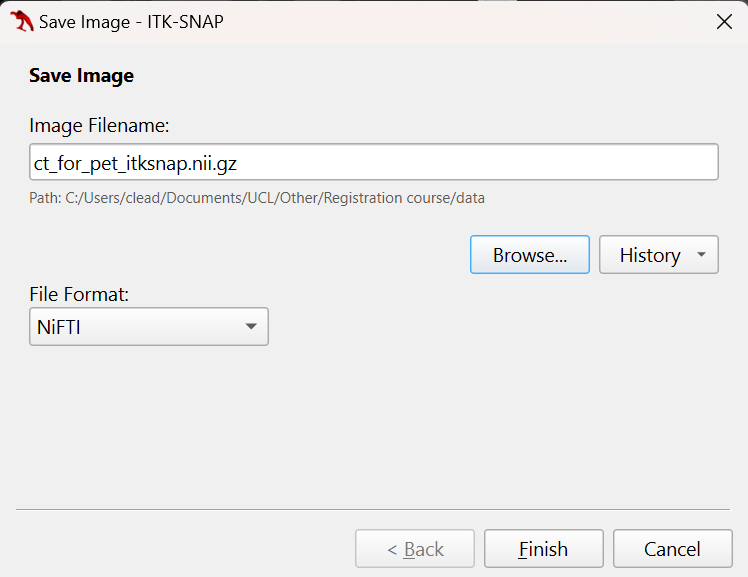 Save Image - ITK-SNAP
Save Image
Image Filename:
ct_for_pet_itksnap.nii.gz
Path: C:/Users/clead/Documents/UCL/Other/Registration course/data
Browse... History
File Format:
NiFTI
< Back Finish Cancel